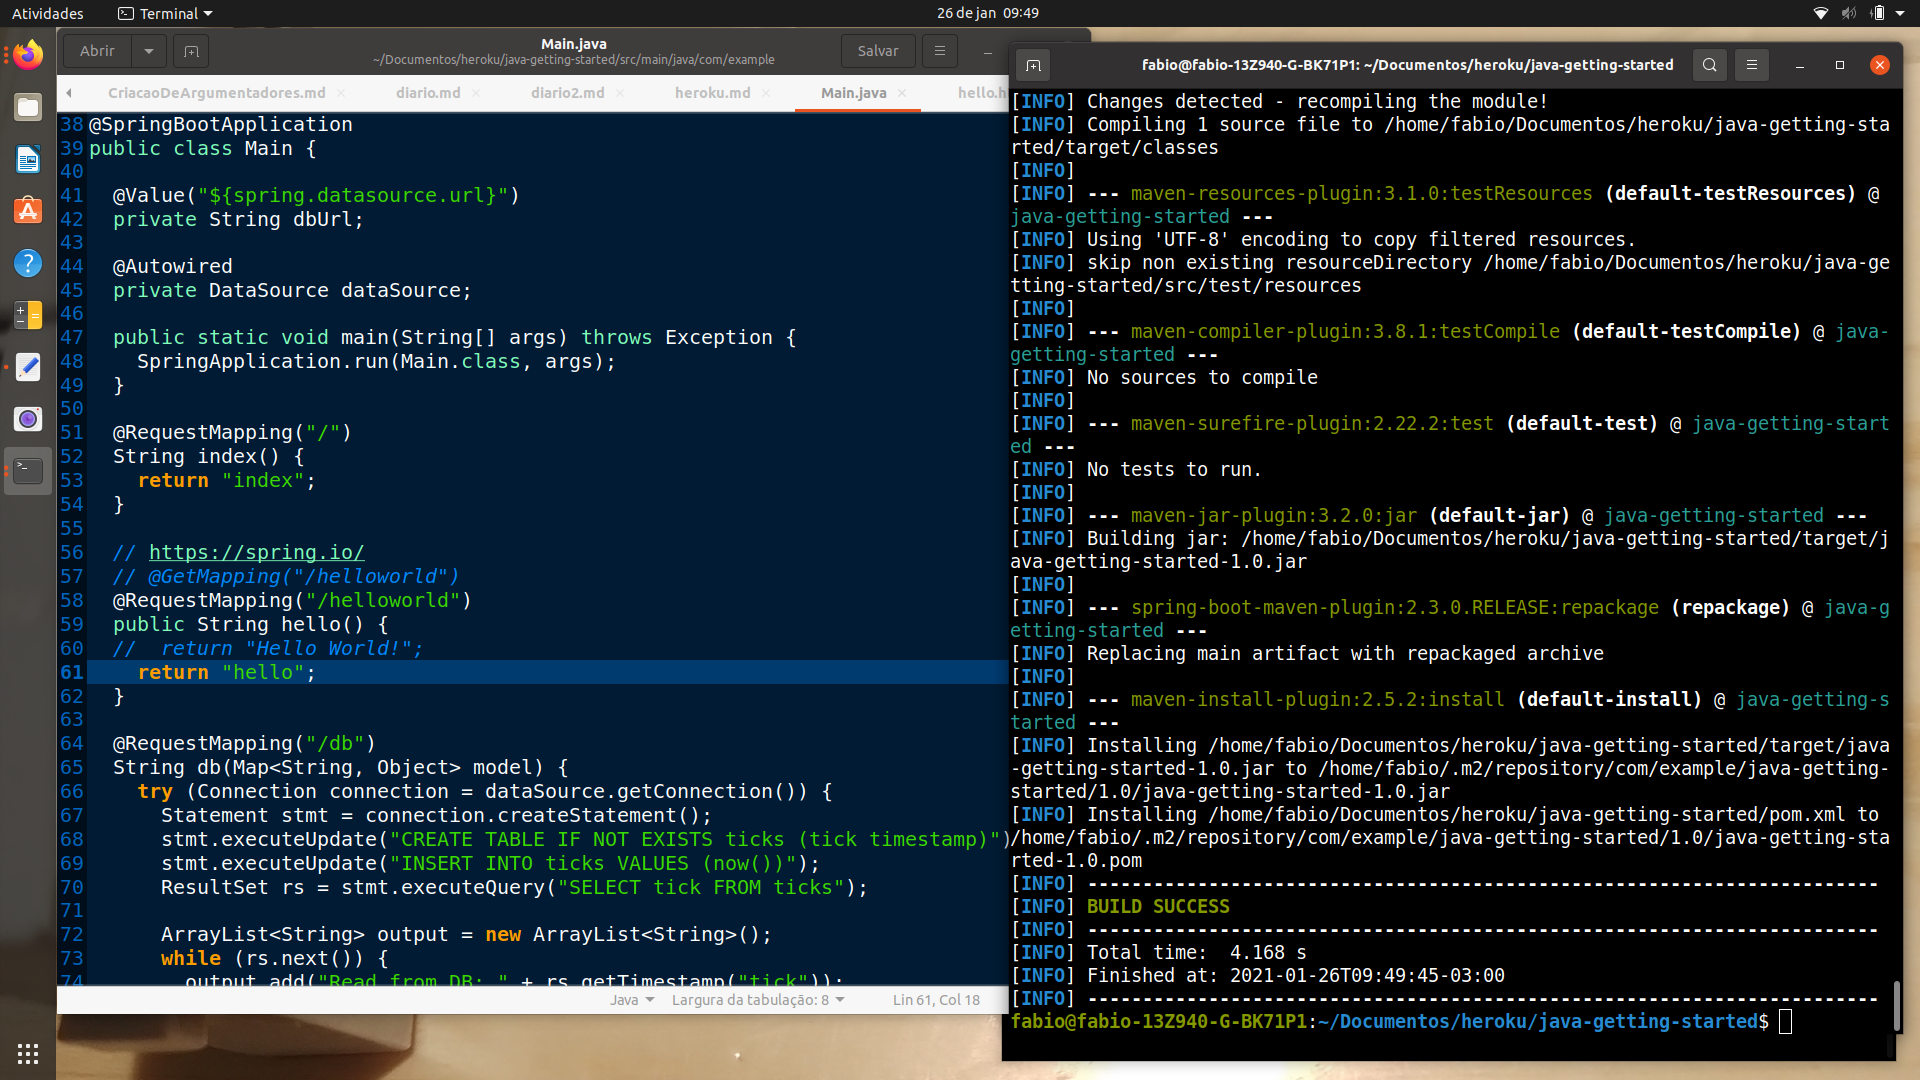 Atividades
Terminal
26 de jan 09:49
Abrir
Main.java
~/Documentos/heroku/java-getting-started/src/main/java/com/example
Salvar
CriacaoDeArgumentadores.md
diario.md
diario2.md
heroku.md
Main.java
hello.h
38 @SpringBootApplication
39 public class Main {
40
41 @Value("${spring.datasource.url}")
42 private String dbUrl;
43
44 @Autowired
45 private DataSource dataSource;
46
47 public static void main(String[] args) throws Exception {
48 SpringApplication.run(Main.class, args);
49 }
50
51 @RequestMapping("/")
52 String index() {
53 return "index";
54 }
55
56 // https://spring.io/
57 // @GetMapping("/helloworld")
58 @RequestMapping("/helloworld")
59 public String hello() {
60 //  return "Hello World!";
61 return "hello";
62 }
63
64 @RequestMapping("/db")
65 String db(Map<String, Object> model) {
66 try (Connection connection = dataSource.getConnection()) {
67 Statement stmt = connection.createStatement();
68 stmt.executeUpdate("CREATE TABLE IF NOT EXISTS ticks (tick timestamp)")
69 stmt.executeUpdate("INSERT INTO ticks VALUES (now())");
70 ResultSet rs = stmt.executeQuery("SELECT tick FROM ticks");
71
72 ArrayList<String> output = new ArrayList<String>();
73 while (rs.next()) {
74 output.add("Read from DB: " + rs.getTimestamp("tick"));
Java
Largura da tabulação: 8
Lin 61, Col 18
fabio@fabio-13Z940-G-BK71P1: ~/Documentos/heroku/java-getting-started
[INFO] Changes detected - recompiling the module!
[INFO] Compiling 1 source file to /home/fabio/Documentos/heroku/java-getting-sta
rted/target/classes
[INFO]
[INFO] --- maven-resources-plugin:3.1.0:testResources (default-testResources) @
java-getting-started ---
[INFO] Using 'UTF-8' encoding to copy filtered resources.
[INFO] skip non existing resourceDirectory /home/fabio/Documentos/heroku/java-ge
tting-started/src/test/resources
[INFO]
[INFO] --- maven-compiler-plugin:3.8.1:testCompile (default-testCompile) @ java-
getting-started ---
[INFO] No sources to compile
[INFO]
[INFO] --- maven-surefire-plugin:2.22.2:test (default-test) @ java-getting-start
ed ---
[INFO] No tests to run.
[INFO]
[INFO] --- maven-jar-plugin:3.2.0:jar (default-jar) @ java-getting-started ---
[INFO] Building jar: /home/fabio/Documentos/heroku/java-getting-started/target/j
ava-getting-started-1.0.jar
[INFO]
[INFO] --- spring-boot-maven-plugin:2.3.0.RELEASE:repackage (repackage) @ java-g
etting-started ---
[INFO] Replacing main artifact with repackaged archive
[INFO]
[INFO] --- maven-install-plugin:2.5.2:install (default-install) @ java-getting-s
tarted ---
[INFO] Installing /home/fabio/Documentos/heroku/java-getting-started/target/java
-getting-started-1.0.jar to /home/fabio/.m2/repository/com/example/java-getting-
started/1.0/java-getting-started-1.0.jar
[INFO] Installing /home/fabio/Documentos/heroku/java-getting-started/pom.xml to
/home/fabio/.m2/repository/com/example/java-getting-started/1.0/java-getting-sta
rted-1.0.pom
[INFO] ------------------------------------------------------------------------
[INFO] BUILD SUCCESS
[INFO] ------------------------------------------------------------------------
[INFO] Total time:  4.168 s
[INFO] Finished at: 2021-01-26T09:49:45-03:00
[INFO] ------------------------------------------------------------------------
fabio@fabio-13Z940-G-BK71P1:~/Documentos/heroku/java-getting-started$